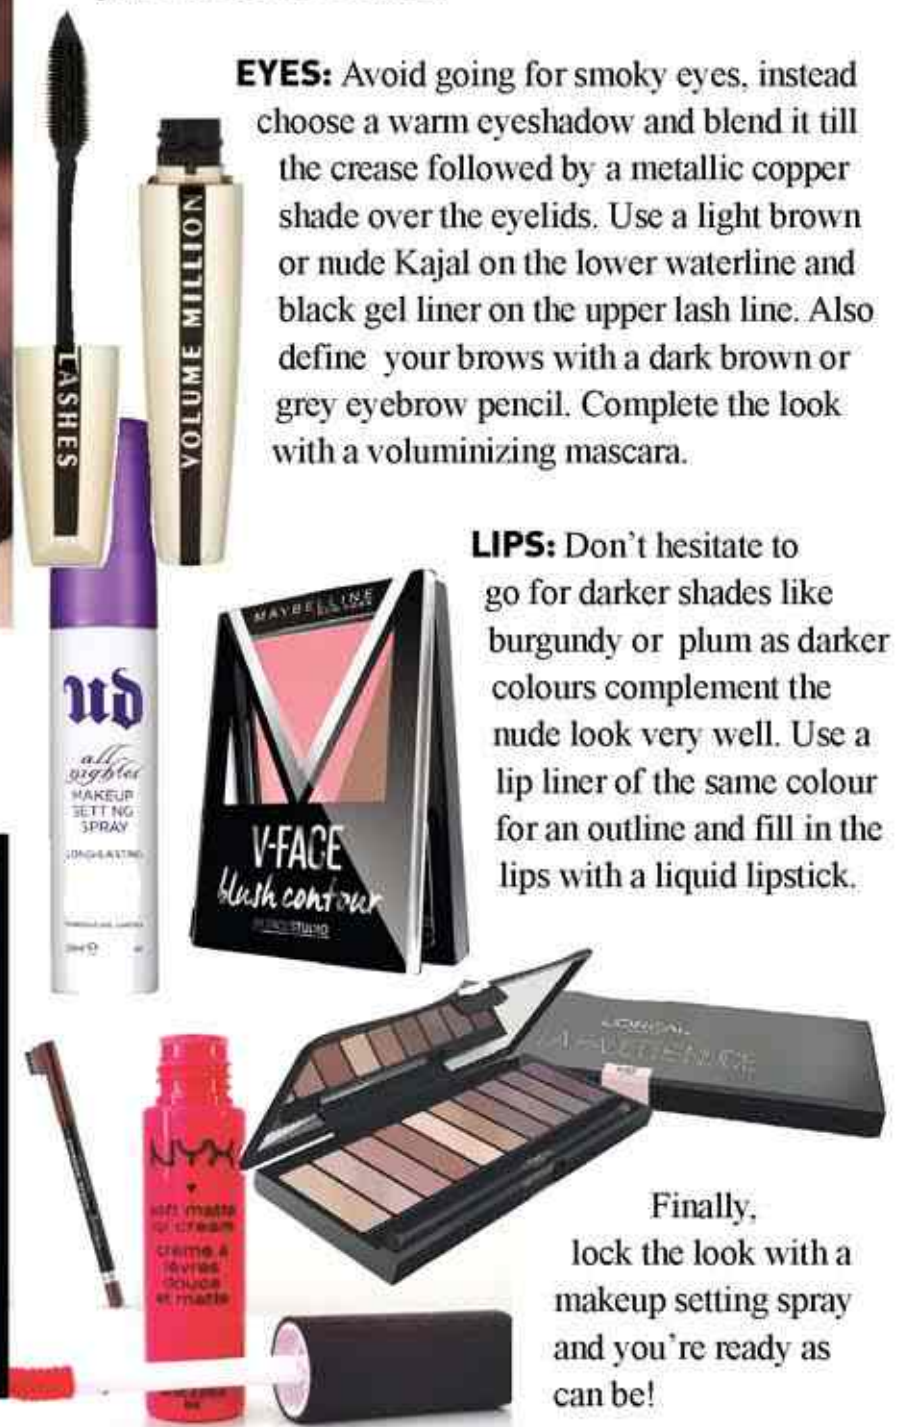 EYES: Avoid going for smoky eyes, instead
choose a warm eyeshadow and blend it till
the crease followed by a metallic copper
shade over the eyelids. Use a light brown
or nude Kajal on the lower waterline and
black gel liner on the upper lash line. Also
define your brows with a dark brown or
grey eyebrow pencil. Complete the look
with a voluminizing mascara.
VOLUME MILLION
LASHES
LIPS: Don't hesitate to
go for darker shades like
burgundy or plum as darker
colours complement the
nude look very well. Use a
lip liner of the same colour
for an outline and fill in the
lips with a liquid lipstick.
ud
all
nighter
MAKEUP
SETTING
SPRAY
LONG-LASTING
MAYBELLINE
V-FACE
blush contour
STUDIO
L'OREAL
NYX
soft matte
lip cream
crème à
lèvres
douce
et matte
Finally,
lock the look with a
makeup setting spray
and you're ready as
can be!